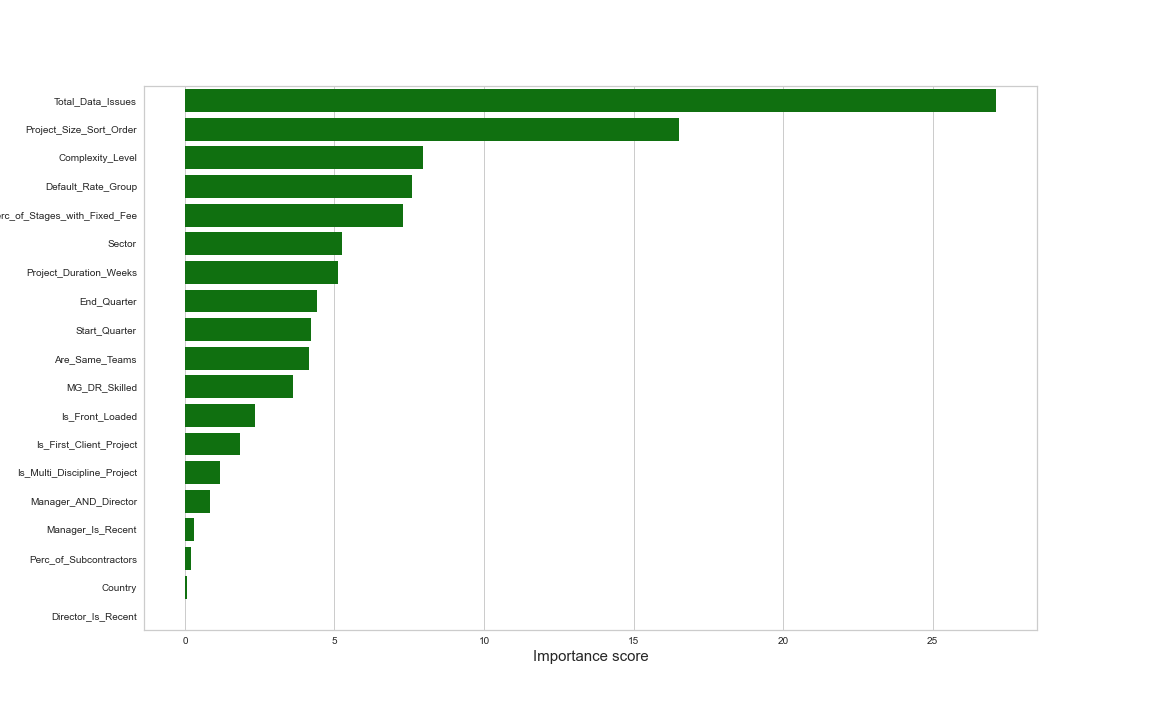 Total_Data_Issues
Project_Size_Sort_Order
Complexity_Level
Default_Rate_Group
erc_of_Stages_with_Fixed_Fee
Sector
Project_Duration_Weeks
End_Quarter
Start_Quarter
Are_Same_Teams
MG_DR_Skilled
Is_Front_Loaded
Is_First_Client_Project
Is_Multi_Discipline_Project
Manager_AND_Director
Manager_Is_Recent
Perc_of_Subcontractors
Country
Director_Is_Recent
0 5 10 15 20 25
Importance score